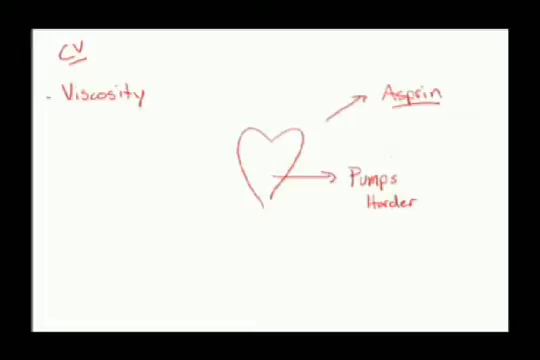 CV
- Viscosity
Asprin
Pumps
Harder